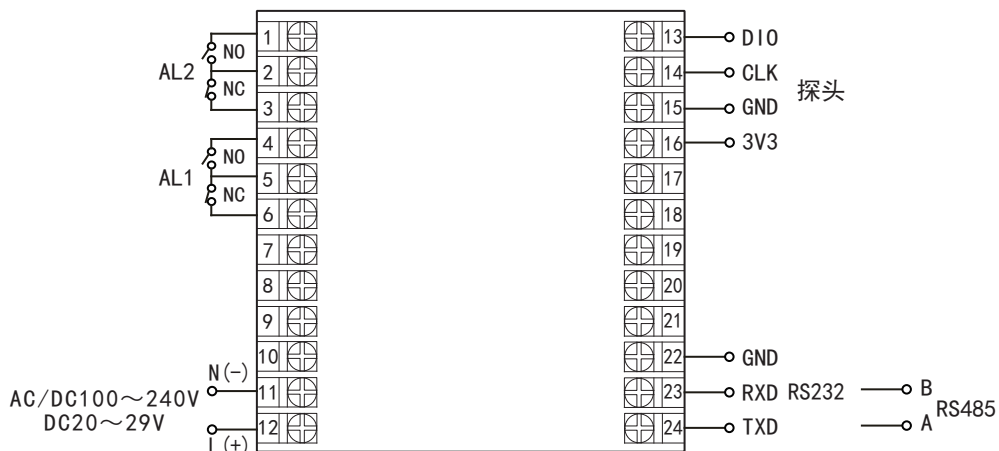 1
NO
AL2
2
NC
3
4
NO
AL1
5
NC
6
7
8
9
10
N(-)
11
AC/DC100～240V
DC20～29V
12
L(+)
13 DIO
14 CLK
探头
15 GND
16 3V3
17
18
19
20
21
22 GND
23 RXD RS232 B
RS485
24 TXD A